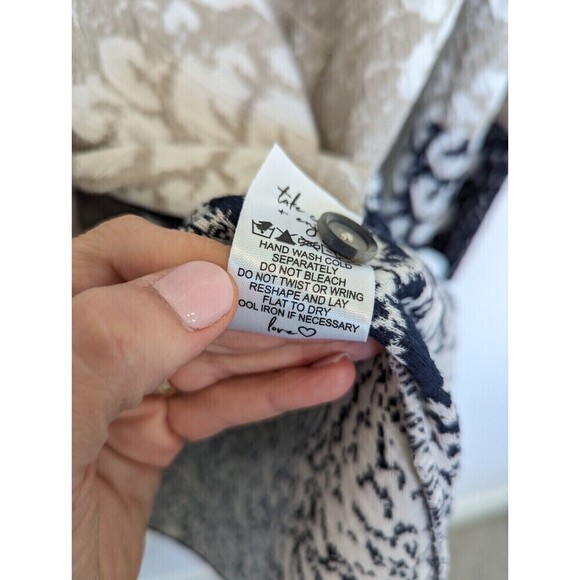 take
HAND WASH COLD
SEPARATELY
DO NOT BLEACH
DO NOT TWIST OR WRING
RESHAPE AND LAY
FLAT TO DRY
OOL IRON IF NECESSARY
love